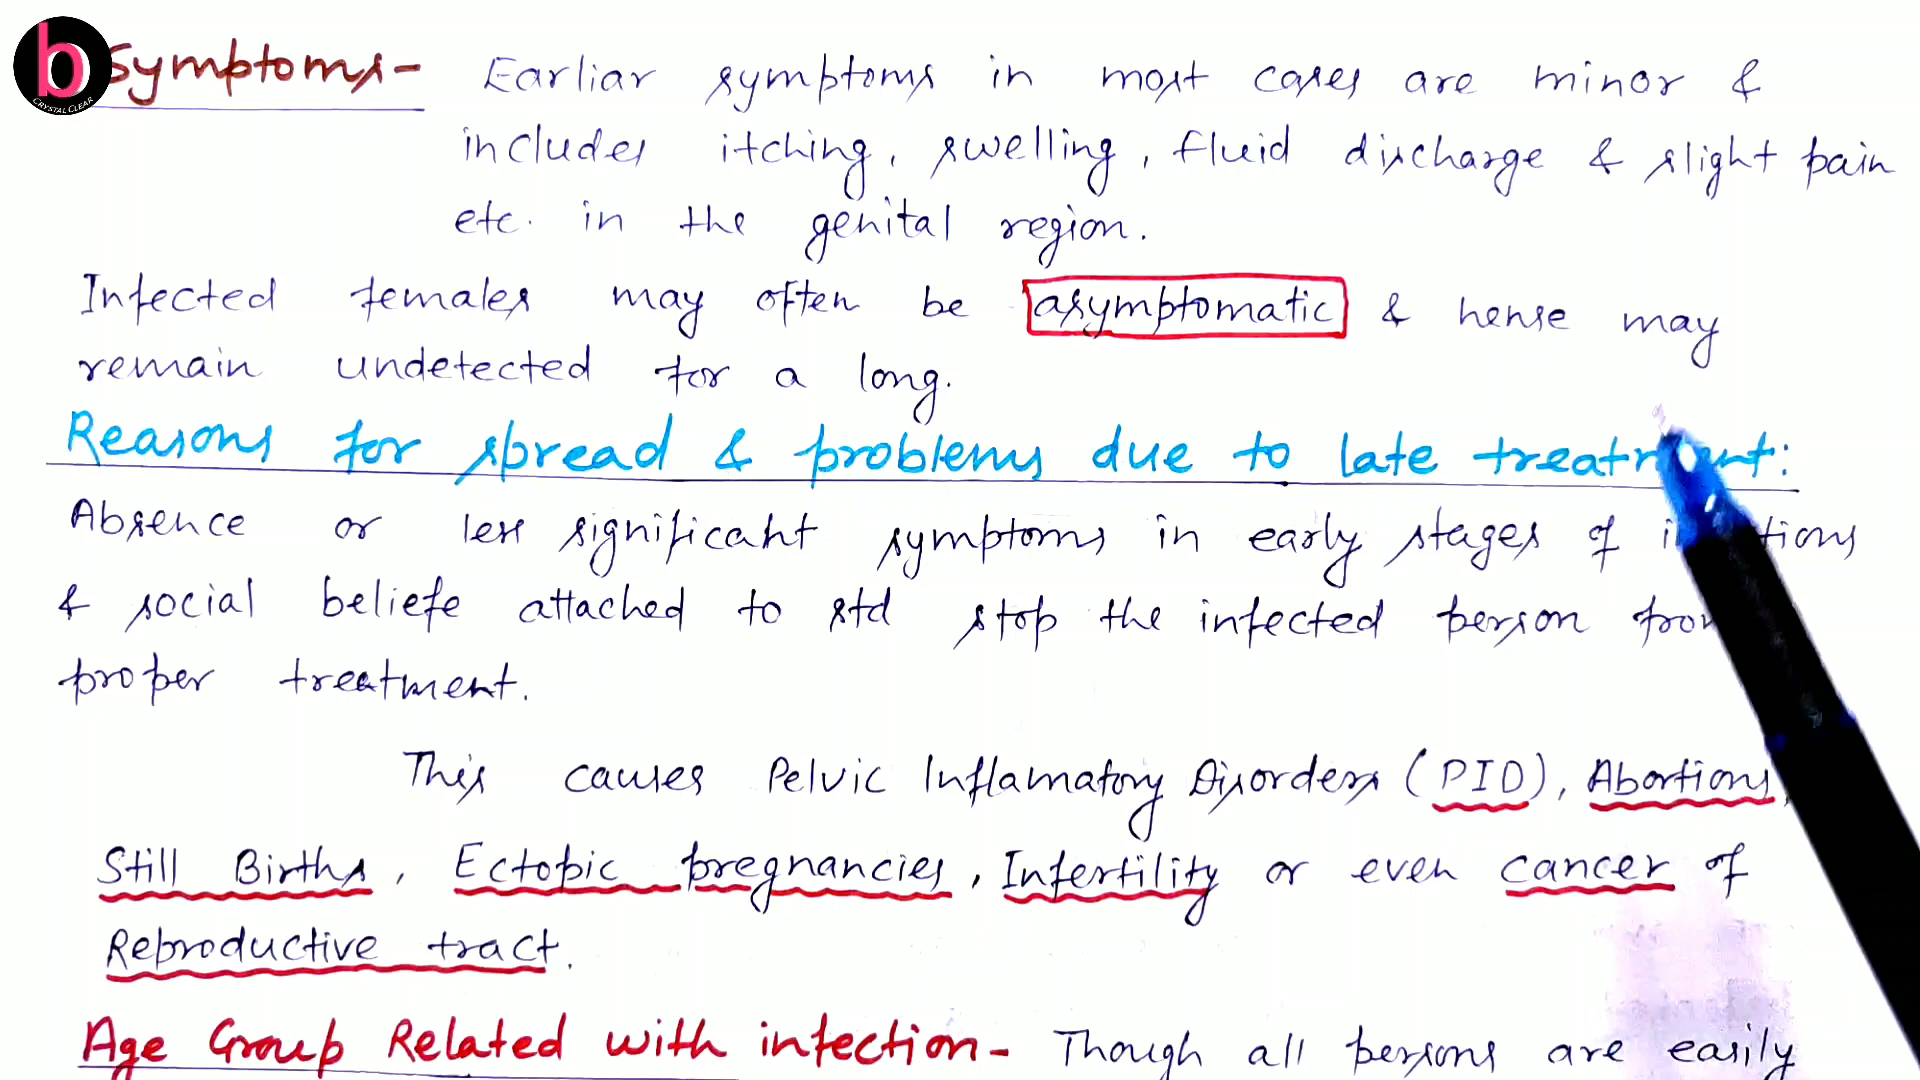 b
CRYSTAL CLEAR
Symptoms- Earliar symptoms in most cases are minor &
includes itching, swelling, fluid discharge & slight pain
etc. in the genital region.
Infected females may often be asymptomatic & hense may
remain undetected for a long.
Reasons for spread & problems due to late treatment:
Absence or less significant symptoms in early stages of
& social beliefe attached to std stop the infected person from
proper treatment.
This causes Pelvic Inflamatory Disorders (PID), Abortions,
Still Births, Ectopic pregnancies, Infertility or even cancer of
Reproductive tract.
Age Group Related with infection- Though all persons are easily